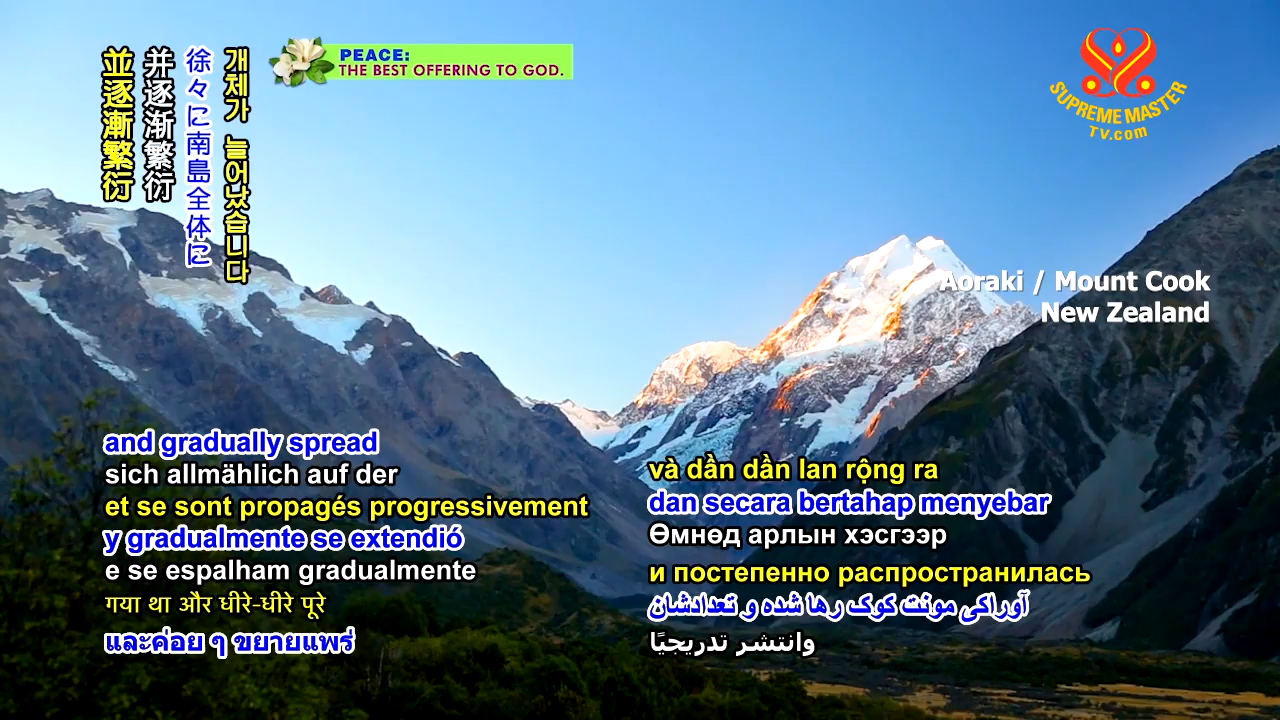 並逐漸繁衍
并逐渐繁衍
徐々に南島全体に
개체가 늘어났습니다
PEACE:
THE BEST OFFERING TO GOD.
SUPREME MASTER
TV.com
Aoraki / Mount Cook
New Zealand
and gradually spread
sich allmählich auf der
et se sont propagés progressivement
y gradualmente se extendió
e se espalham gradualmente
गया था और धीरे-धीरे पूरे
และค่อย ๆ ขยายแพร่
và dần dần lan rộng ra
dan secara bertahap menyebar
Өмнөд арлын хэсгээр
и постепенно распространилась
آوراکی مونت کوک رها شده و تعدادشان
وانتشر تدريجيًا